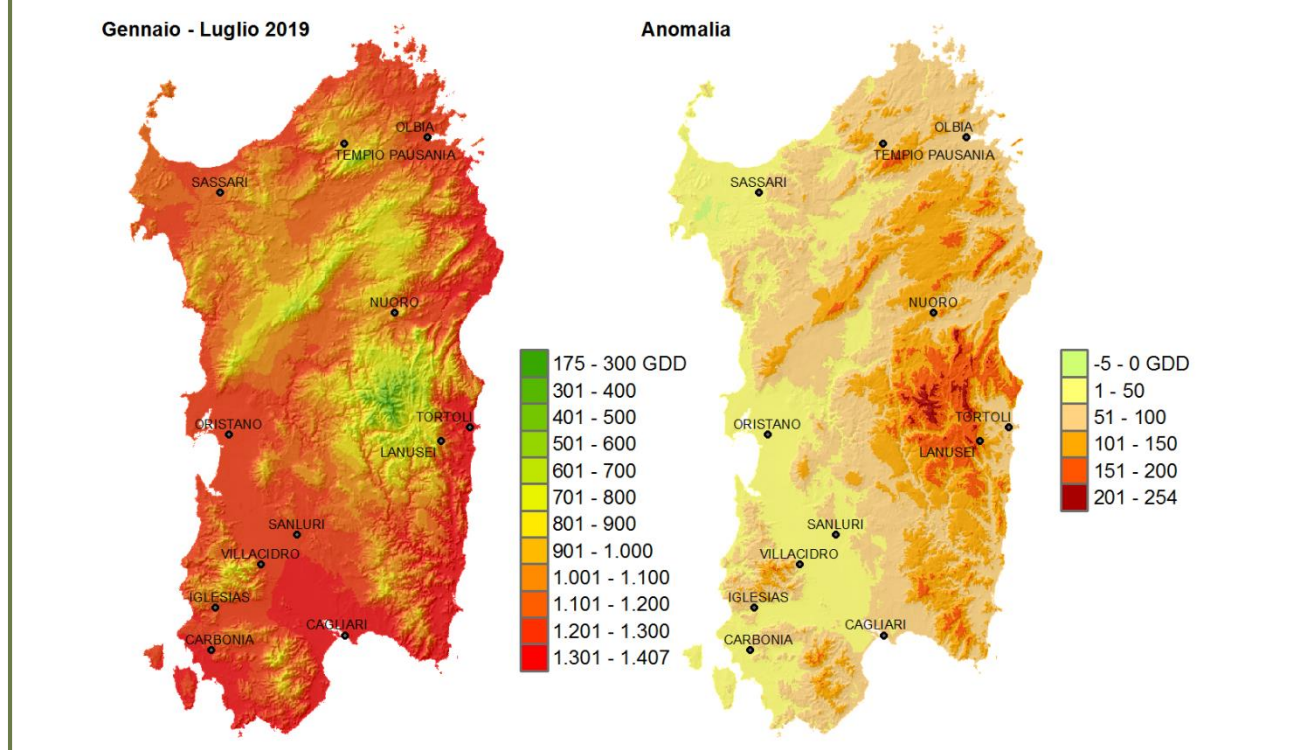 Gennaio - Luglio 2019
OLBIA
TEMPIO PAUSANIA
SASSARI
NUORO
ORISTANO
TORTOLI
LANUSEI
SANLURI
VILLACIDRO
IGLESIAS
CAGLIARI
CARBONIA
175 - 300 GDD
301 - 400
401 - 500
501 - 600
601 - 700
701 - 800
801 - 900
901 - 1.000
1.001 - 1.100
1.101 - 1.200
1.201 - 1.300
1.301 - 1.407
Anomalia
OLBIA
TEMPIO PAUSANIA
SASSARI
NUORO
ORISTANO
TORTOLI
LANUSEI
SANLURI
VILLACIDRO
IGLESIAS
CAGLIARI
CARBONIA
-5 - 0 GDD
1 - 50
51 - 100
101 - 150
151 - 200
201 - 254